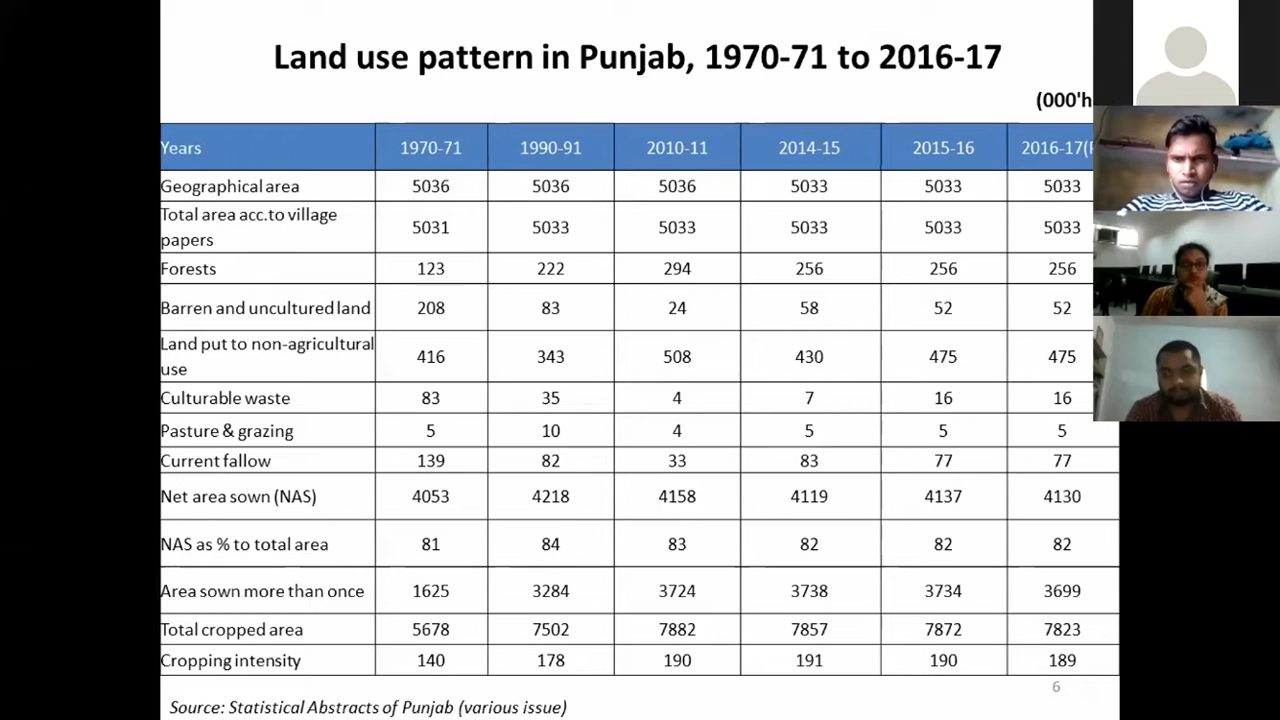 Land use pattern in Punjab, 1970-71 to 2016-17
(000'h
Years 1970-71 1990-91 2010-11 2014-15 2015-16 2016-17(
Geographical area 5036 5036 5036 5033 5033 5033
Total area acc.to village
papers 5031 5033 5033 5033 5033 5033
Forests 123 222 294 256 256 256
Barren and uncultured land 208 83 24 58 52 52
Land put to non-agricultural
use 416 343 508 430 475 475
Culturable waste 83 35 4 7 16 16
Pasture & grazing 5 10 4 5 5 5
Current fallow 139 82 33 83 77 77
Net area sown (NAS) 4053 4218 4158 4119 4137 4130
NAS as % to total area 81 84 83 82 82 82
Area sown more than once 1625 3284 3724 3738 3734 3699
Total cropped area 5678 7502 7882 7857 7872 7823
Cropping intensity 140 178 190 191 190 189
6
Source: Statistical Abstracts of Punjab (various issue)